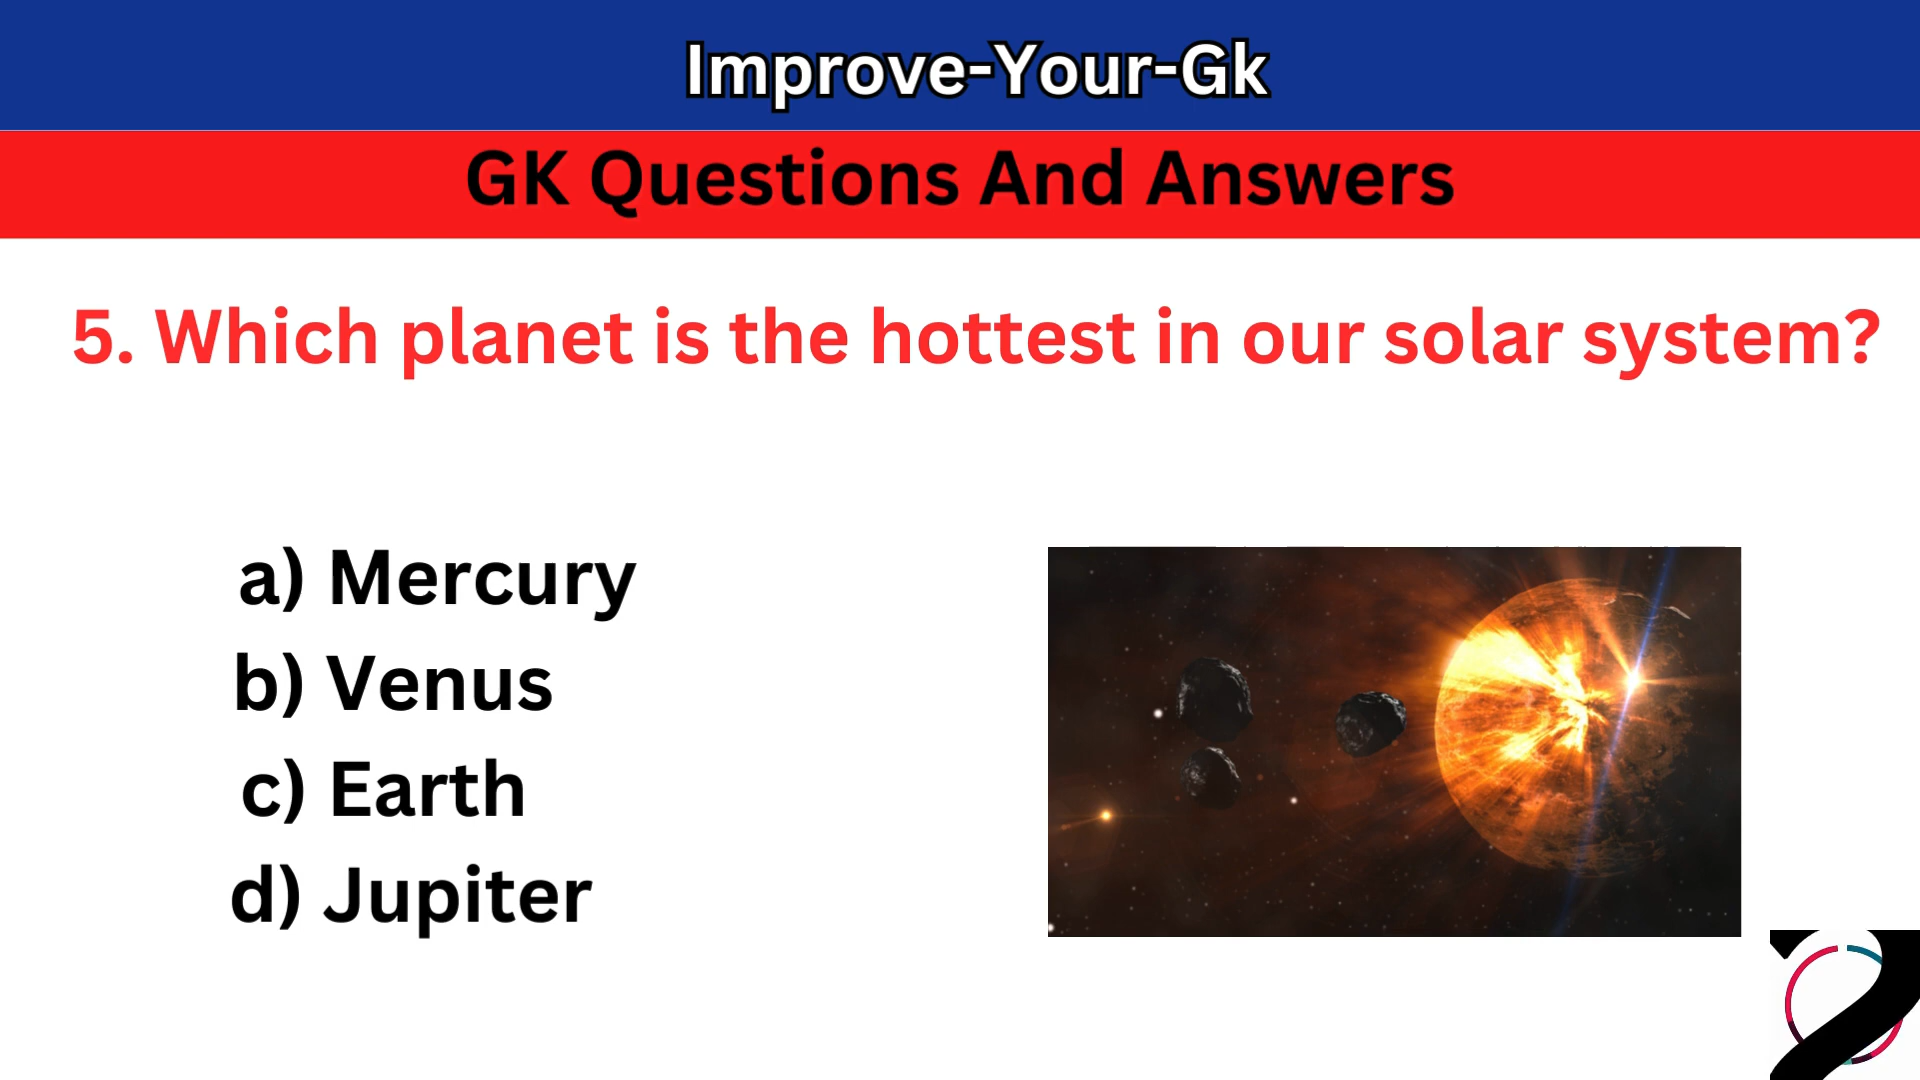 Improve-Your-Gk
GK Questions And Answers
5. Which planet is the hottest in our solar system?
a) Mercury
b) Venus
c) Earth
d) Jupiter
2